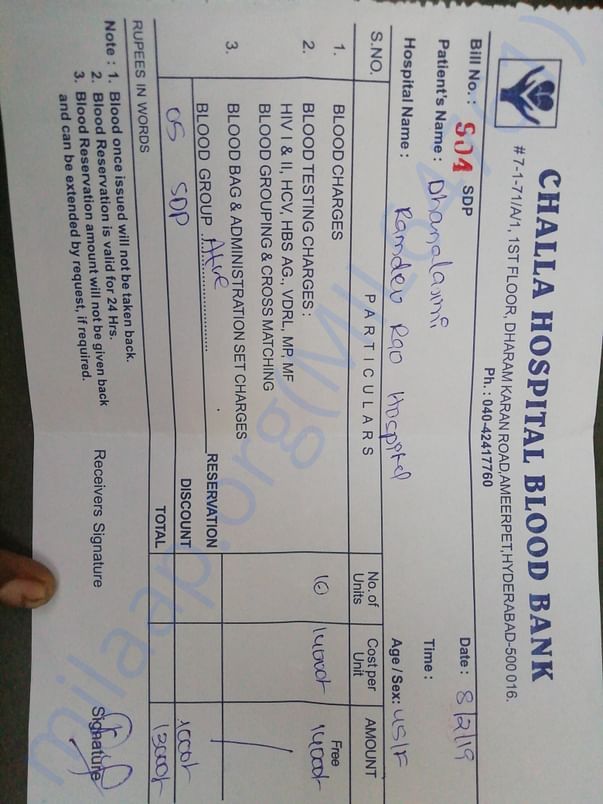 CHALLA HOSPITAL BLOOD BANK
#7-1-71/A/1, 1ST FLOOR, DHARAM KARAN ROAD, AMEERPET, HYDERABAD-500 016.
Ph. : 040-42417760
Bill No. : 904 SDP Date : 8/2/19
Patient's Name : Dhanalaxmi Time :
Hospital Name : Ramdev Rao Hospital Age / Sex: 45/F
S.NO. PARTICULARS No. of Units Cost per Unit AMOUNT
1. BLOOD CHARGES Free
2. BLOOD TESTING CHARGES : 14000/- 14000/-
HIV I & II, HCV, HBS AG., VDRL, MP, MF
BLOOD GROUPING & CROSS MATCHING
3. BLOOD BAG & ADMINISTRATION SET CHARGES
BLOOD GROUP A+ve RESERVATION
SDP DISCOUNT 1000/-
TOTAL 13000/-
RUPEES IN WORDS
Note : 1. Blood once issued will not be taken back.
2. Blood Reservation is valid for 24 Hrs.
3. Blood Reservation amount will not be given back
and can be extended by request, if required.
Receivers Signature Signature
milaap.org(MIL